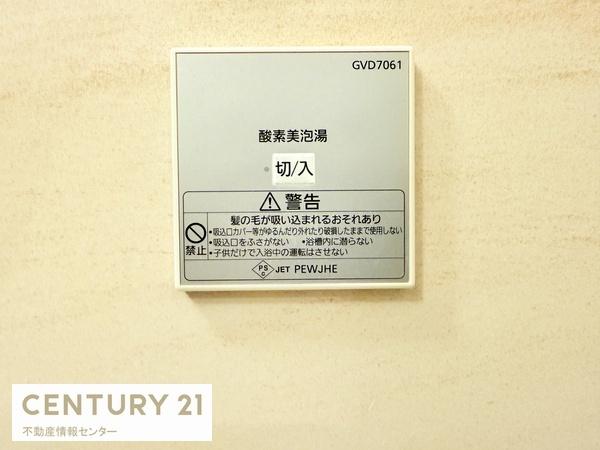 GVD7061
酸素美泡湯
切/入
警告
髪の毛が吸い込まれるおそれあり
禁止
•吸込口カバー等がゆるんだり外れたり破損したままで使用しない
•吸込口をふさがない •浴槽内に潜らない
•子供だけで入浴中の運転はさせない
PS C JET PEWJHE
CENTURY 21
不動産情報センター